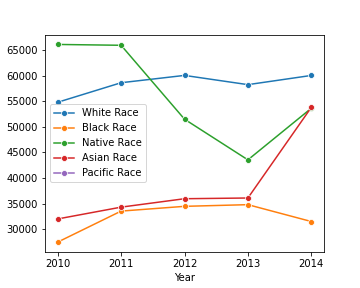 65000
60000
55000
50000
45000
40000
35000
30000
White Race
Black Race
Native Race
Asian Race
Pacific Race
2010 2011 2012 2013 2014
Year